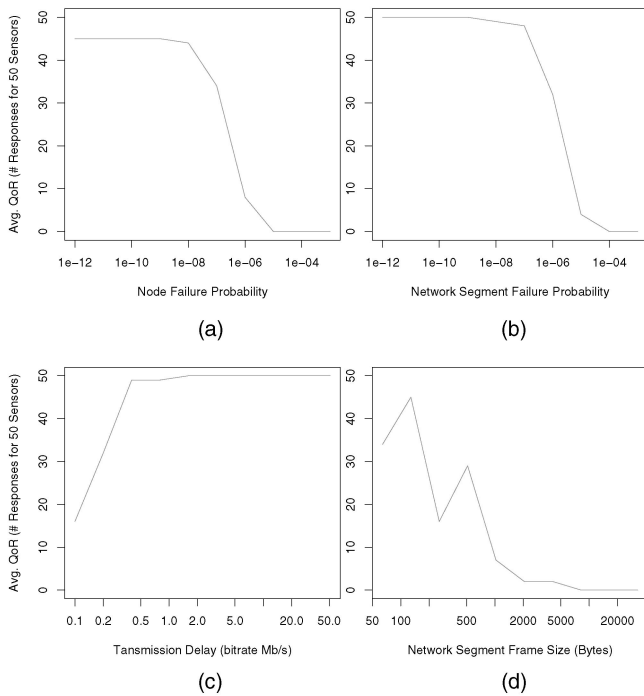 Avg. QoR (# Responses for 50 Sensors)
50
40
30
20
10
0
1e−12 1e−10 1e−08 1e−06 1e−04
Node Failure Probability
(a)
50
40
30
20
10
0
1e−12 1e−10 1e−08 1e−06 1e−04
Network Segment Failure Probability
(b)
Avg. QoR (# Responses for 50 Sensors)
50
40
30
20
10
0
0.1 0.2 0.5 1.0 2.0 5.0 20.0 50.0
Tansmission Delay (bitrate Mb/s)
(c)
50
40
30
20
10
0
50 100 500 2000 5000 20000
Network Segment Frame Size (Bytes)
(d)